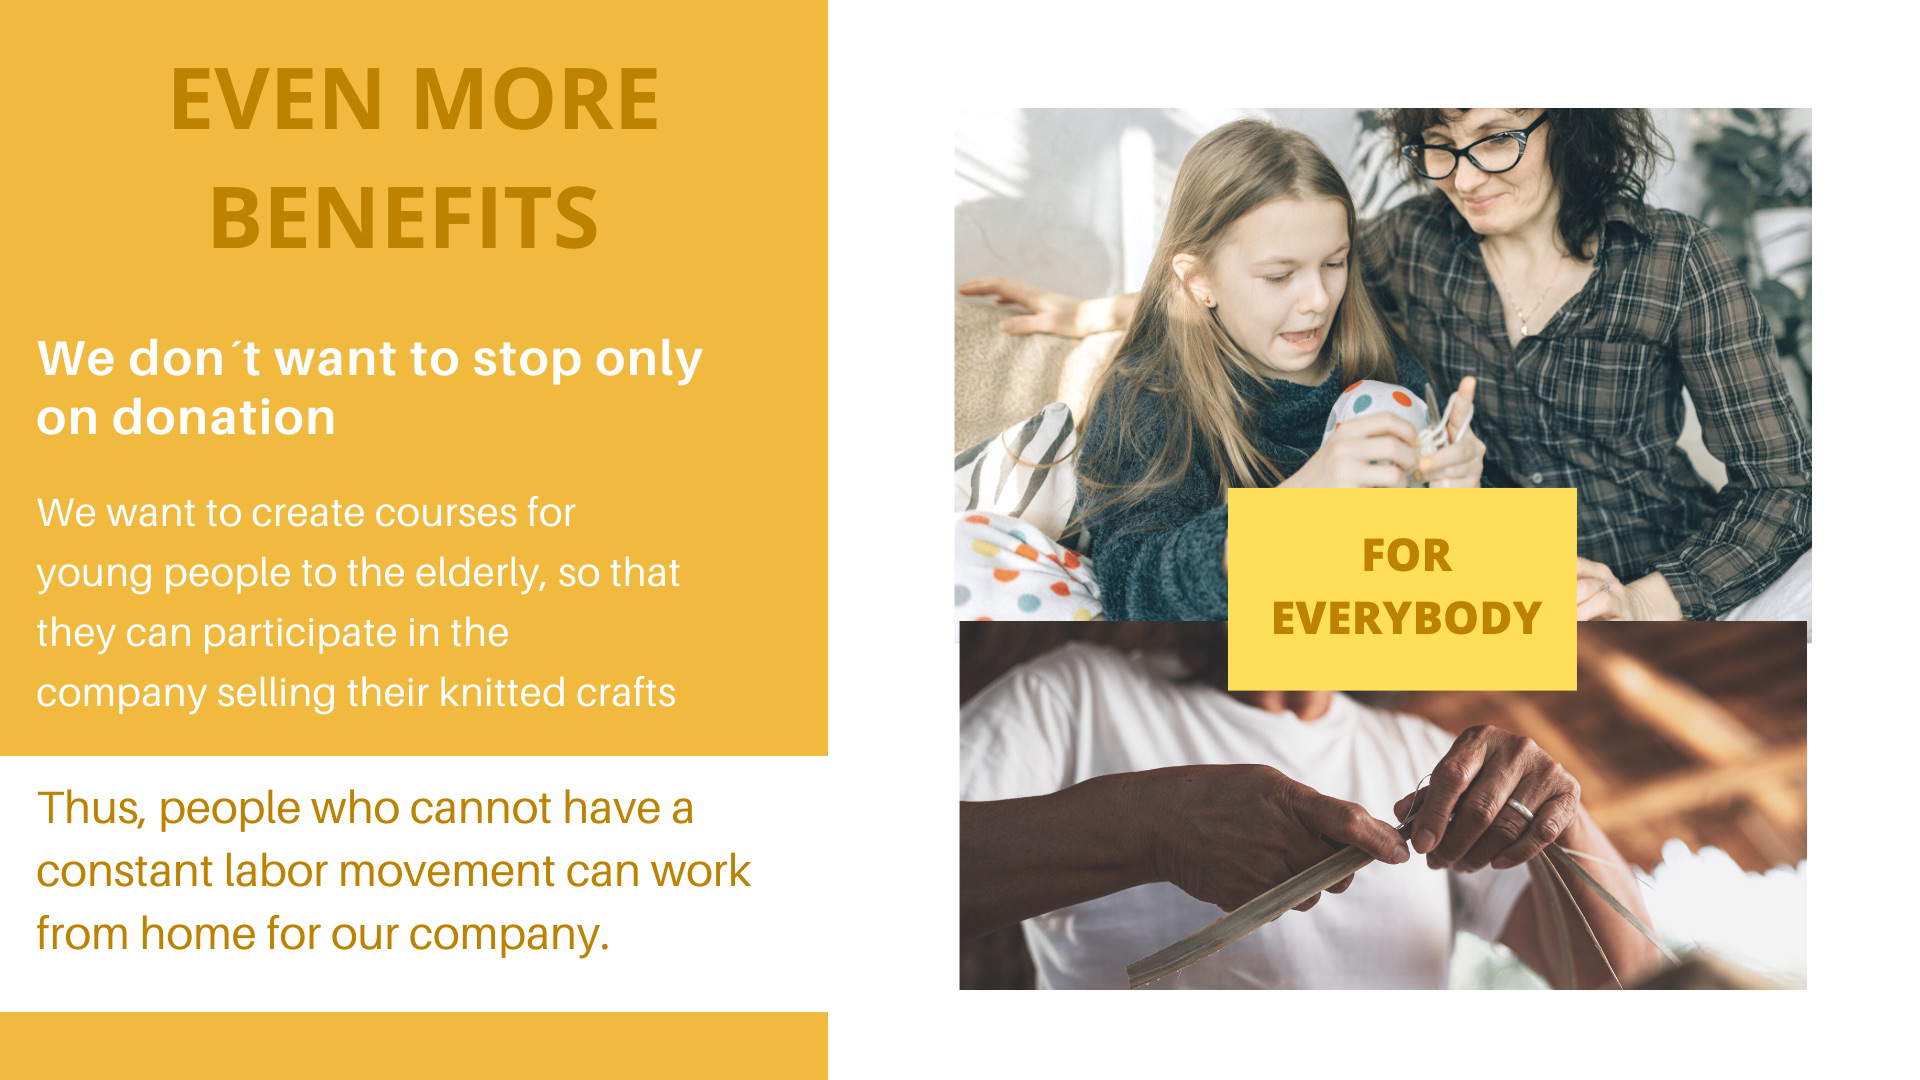 EVEN MORE
BENEFITS
We don´t want to stop only
on donation
We want to create courses for
young people to the elderly, so that
they can participate in the
company selling their knitted crafts
Thus, people who cannot have a
constant labor movement can work
from home for our company.
FOR
EVERYBODY